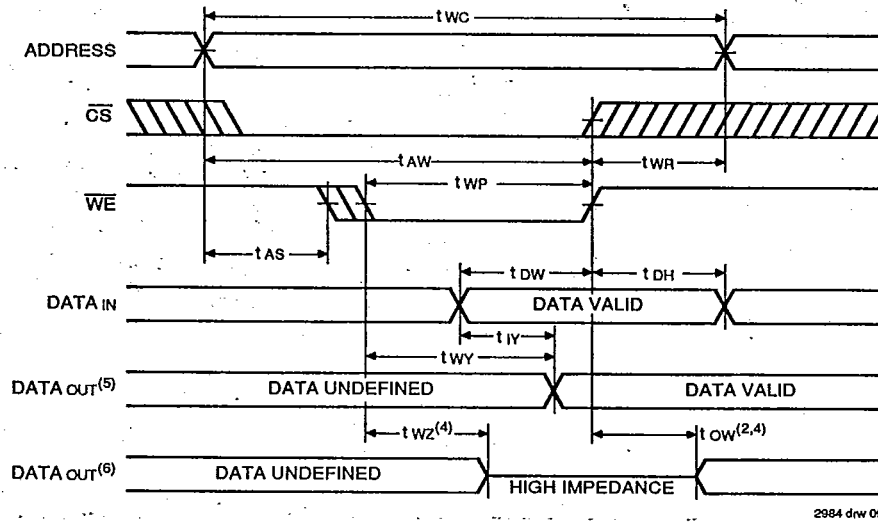 tWC
ADDRESS
CS
tAW
tWR
tWP
WE
tAS
tDW
tDH
DATA IN
DATA VALID
tIY
tWY
DATA OUT(5)
DATA UNDEFINED
DATA VALID
tWZ(4)
tOW(2,4)
DATA OUT(6)
DATA UNDEFINED
HIGH IMPEDANCE
2984 drw